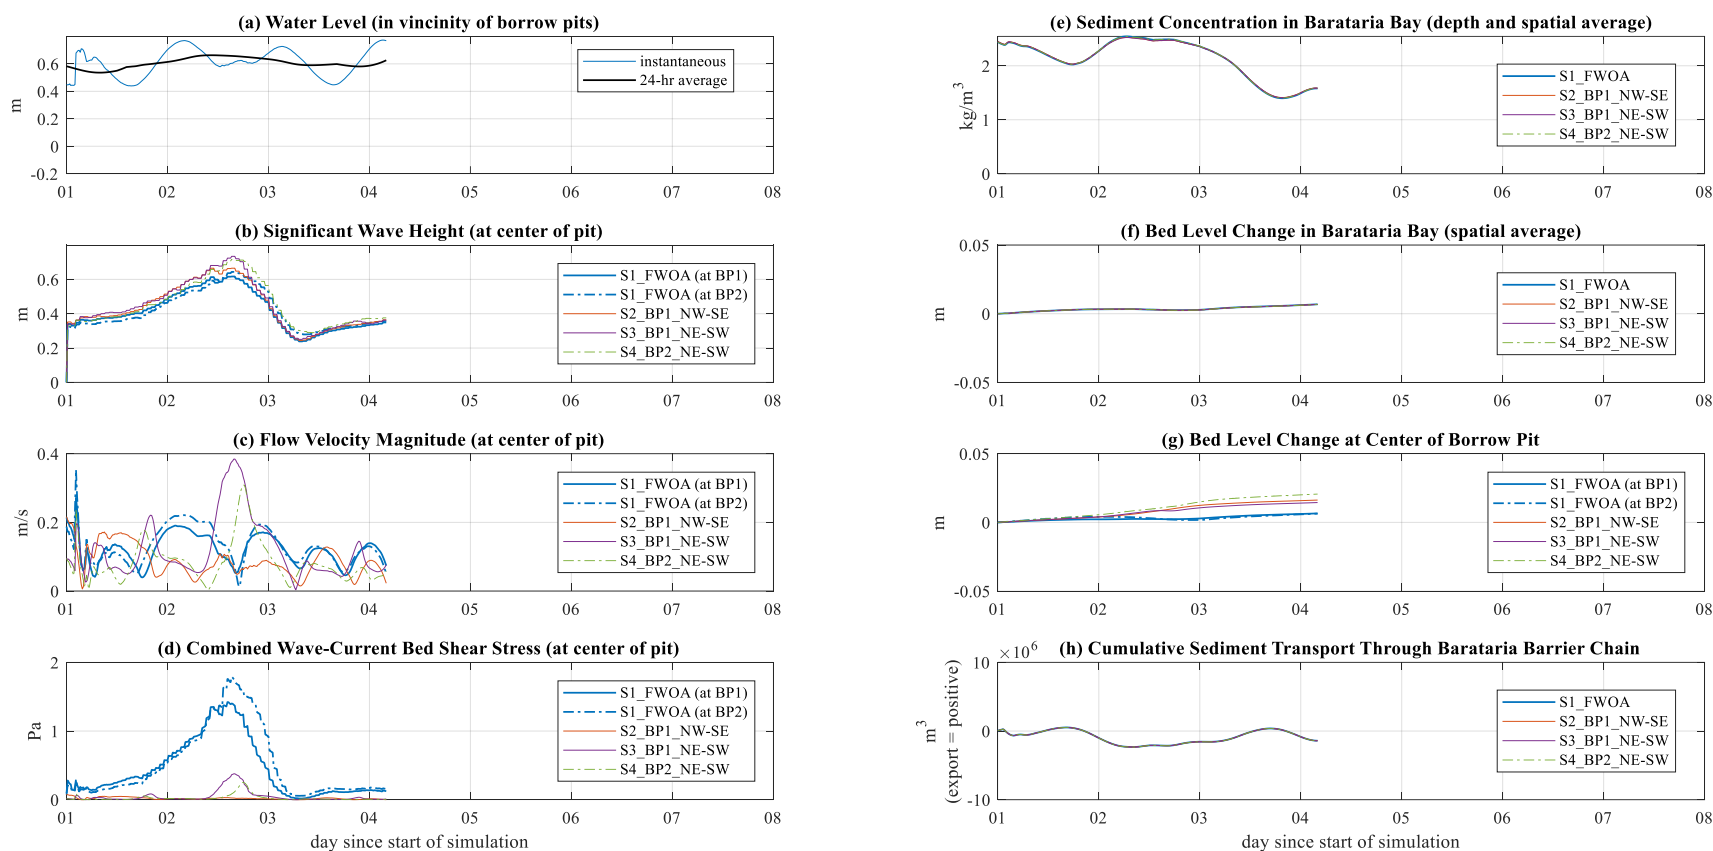 (a) Water Level (in vincinity of borrow pits)
m
0.6
0.4
0.2
0
-0.2
instantaneous
24-hr average
01 02 03 04 05 06 07 08
(b) Significant Wave Height (at center of pit)
m
0.6
0.4
0.2
0
S1_FWOA (at BP1)
S1_FWOA (at BP2)
S2_BP1_NW-SE
S3_BP1_NE-SW
S4_BP2_NE-SW
01 02 03 04 05 06 07 08
(c) Flow Velocity Magnitude (at center of pit)
m/s
0.4
0.2
0
S1_FWOA (at BP1)
S1_FWOA (at BP2)
S2_BP1_NW-SE
S3_BP1_NE-SW
S4_BP2_NE-SW
01 02 03 04 05 06 07 08
(d) Combined Wave-Current Bed Shear Stress (at center of pit)
Pa
2
1
0
S1_FWOA (at BP1)
S1_FWOA (at BP2)
S2_BP1_NW-SE
S3_BP1_NE-SW
S4_BP2_NE-SW
01 02 03 04 05 06 07 08
day since start of simulation
(e) Sediment Concentration in Barataria Bay (depth and spatial average)
kg/m³
2
1
0
S1_FWOA
S2_BP1_NW-SE
S3_BP1_NE-SW
S4_BP2_NE-SW
01 02 03 04 05 06 07 08
(f) Bed Level Change in Barataria Bay (spatial average)
m
0.05
0
-0.05
S1_FWOA
S2_BP1_NW-SE
S3_BP1_NE-SW
S4_BP2_NE-SW
01 02 03 04 05 06 07 08
(g) Bed Level Change at Center of Borrow Pit
m
0.05
0
-0.05
S1_FWOA (at BP1)
S1_FWOA (at BP2)
S2_BP1_NW-SE
S3_BP1_NE-SW
S4_BP2_NE-SW
01 02 03 04 05 06 07 08
(h) Cumulative Sediment Transport Through Barataria Barrier Chain
×10⁶
m³
(export = positive)
10
0
-10
S1_FWOA
S2_BP1_NW-SE
S3_BP1_NE-SW
S4_BP2_NE-SW
01 02 03 04 05 06 07 08
day since start of simulation